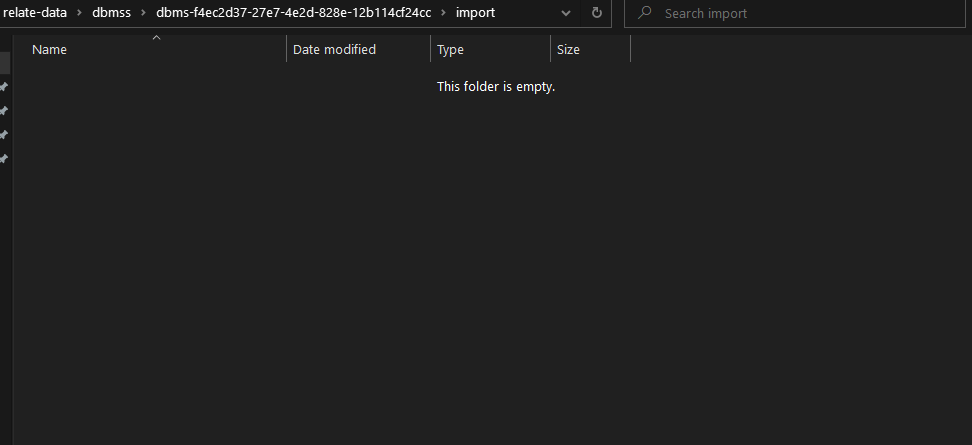 relate-data > dbmss > dbms-f4ec2d37-27e7-4e2d-828e-12b114cf24cc > import
Search import
Name
Date modified
Type
Size
This folder is empty.